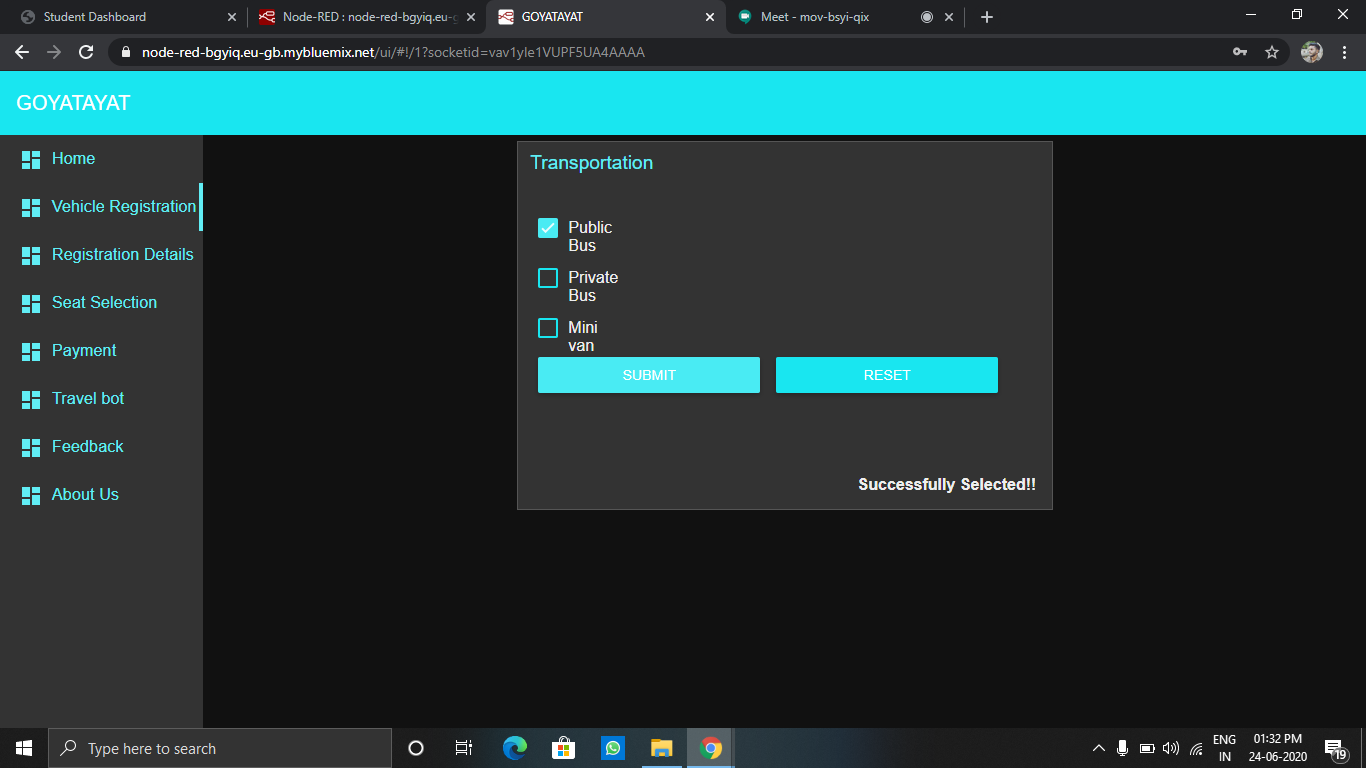 Student Dashboard
Node-RED : node-red-bgyiq.eu-g
GOYATAYAT
Meet - mov-bsyi-qix
node-red-bgyiq.eu-gb.mybluemix.net/ui/#!/1?socketid=vav1yIe1VUPF5UA4AAAA
GOYATAYAT
Home
Vehicle Registration
Registration Details
Seat Selection
Payment
Travel bot
Feedback
About Us
Transportation
Public
Bus
Private
Bus
Mini
van
SUBMIT RESET
Successfully Selected!!
Type here to search
ENG
IN
01:32 PM
24-06-2020
19